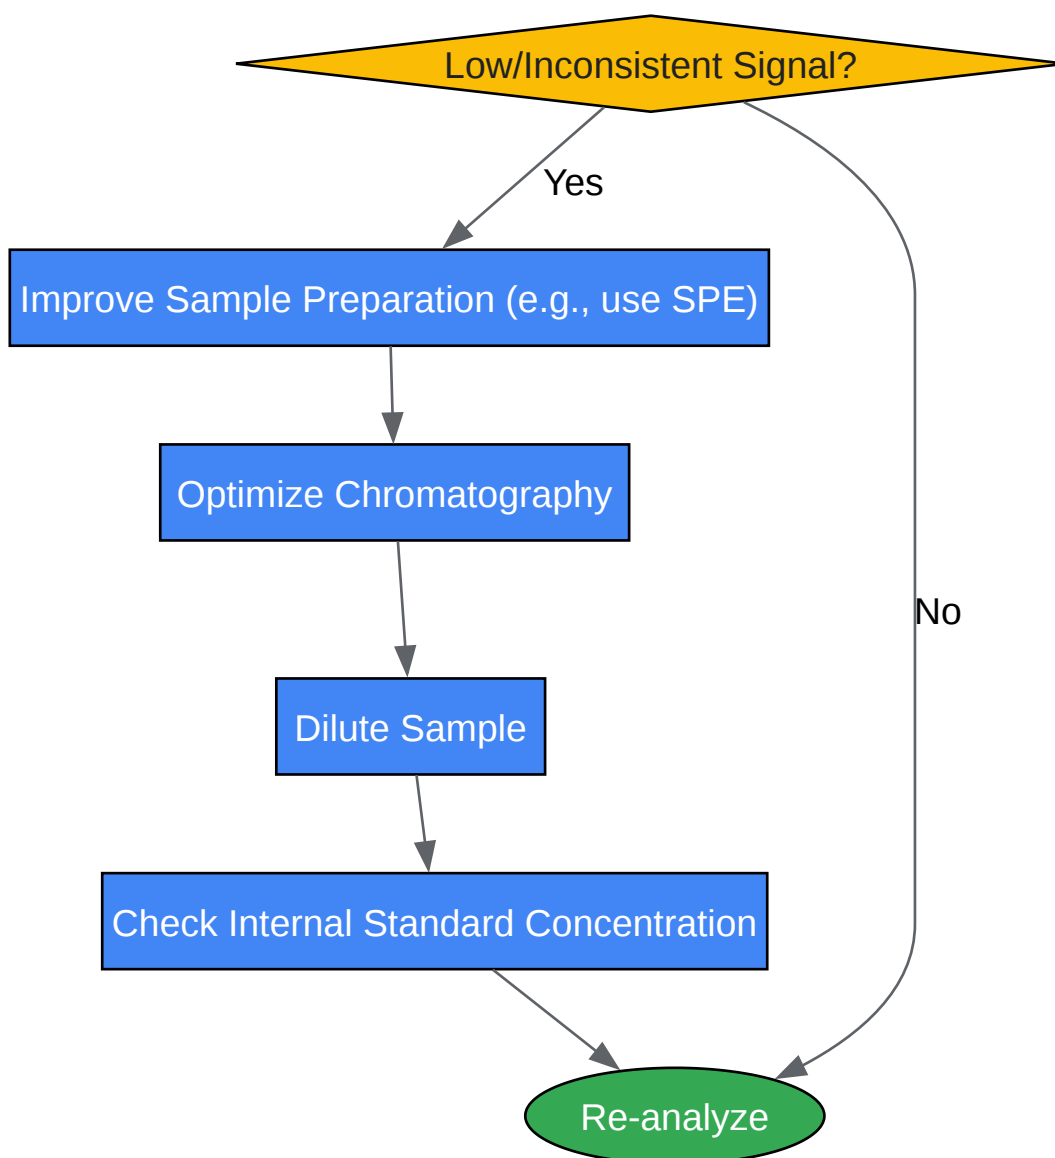 Low/Inconsistent Signal?
Yes
Improve Sample Preparation (e.g., use SPE)
Optimize Chromatography
No
Dilute Sample
Check Internal Standard Concentration
Re-analyze